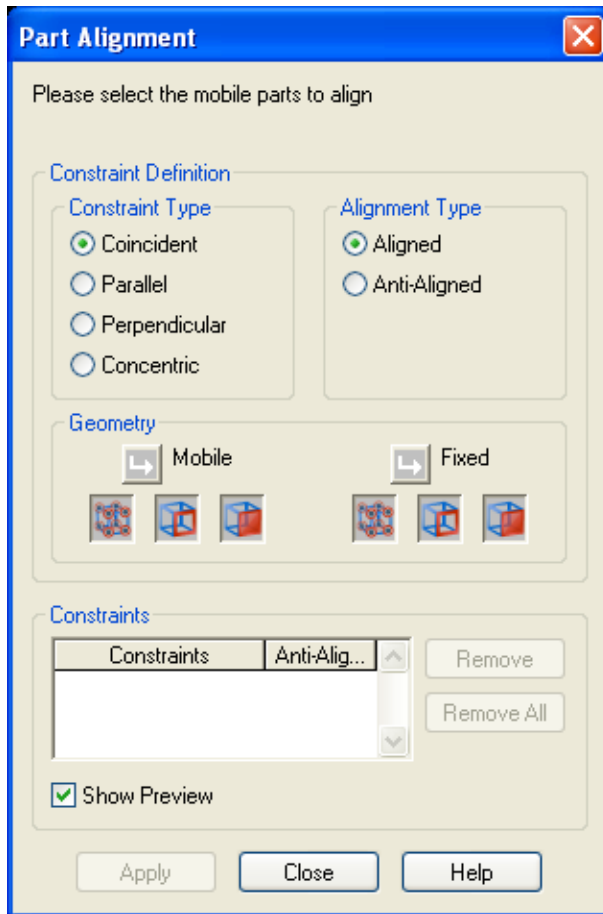 Part Alignment
Please select the mobile parts to align
Constraint Definition
Constraint Type
Coincident
Parallel
Perpendicular
Concentric
Alignment Type
Aligned
Anti-Aligned
Geometry
Mobile
Fixed
Constraints
Constraints Anti-Alig...
Remove
Remove All
Show Preview
Apply Close Help